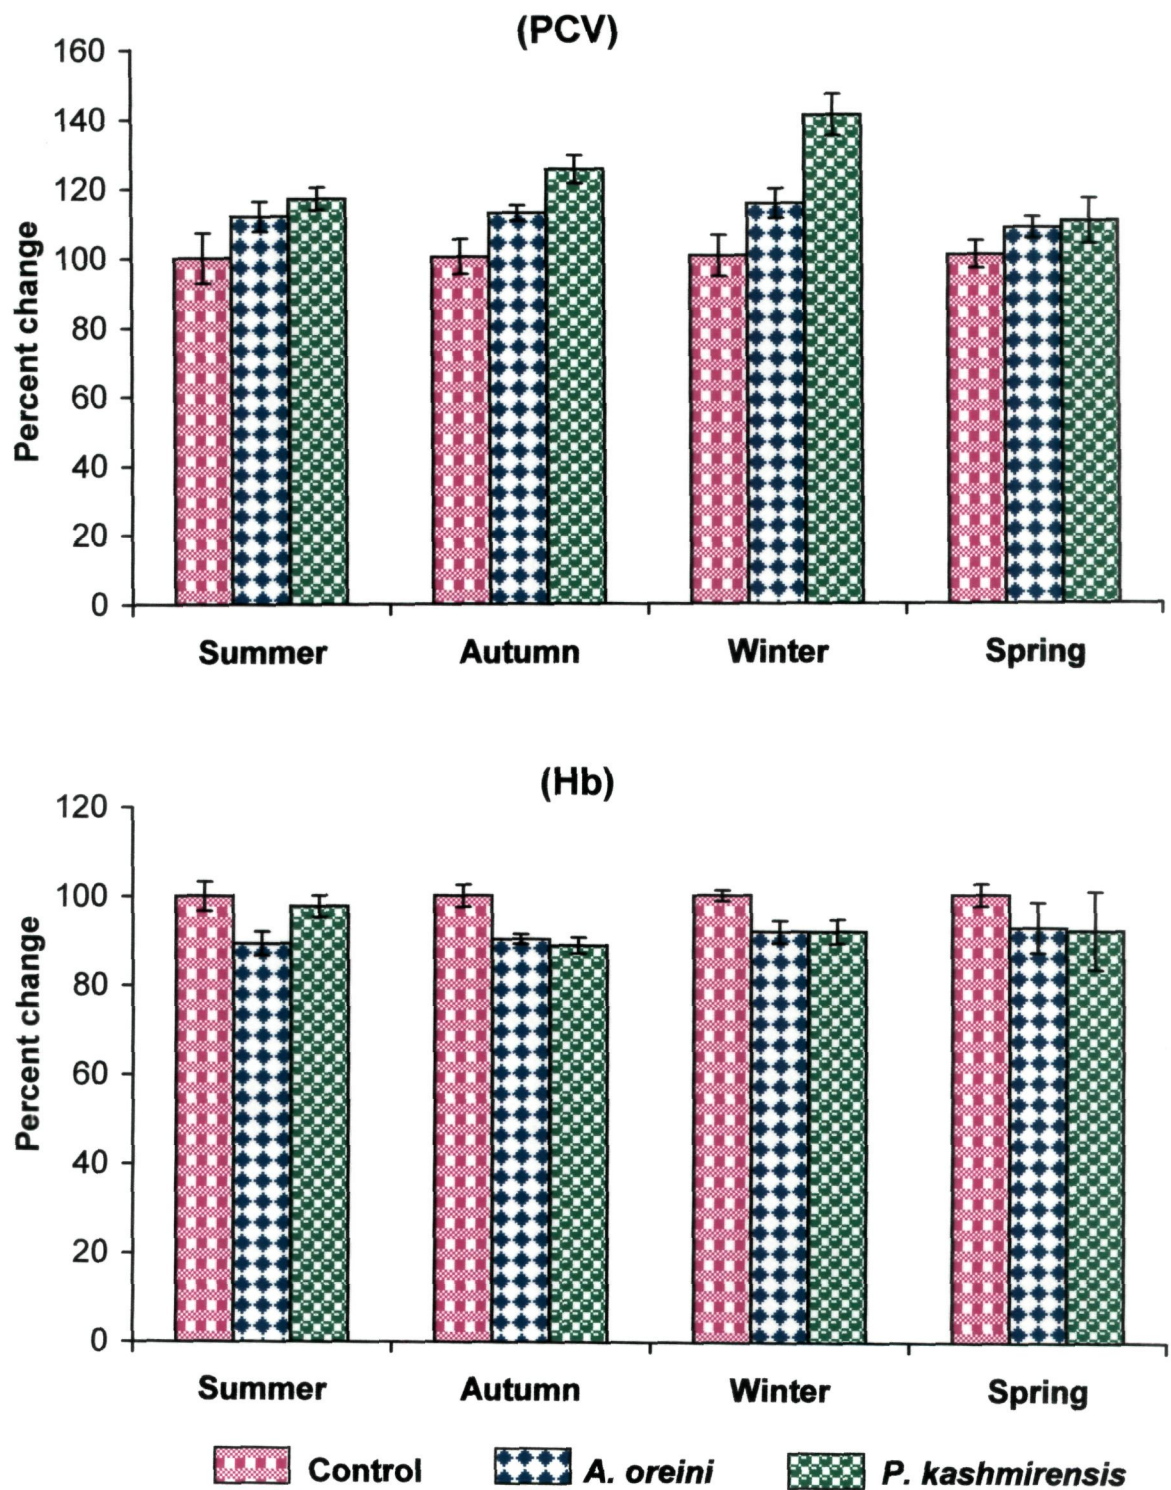 (PCV)
160
140
120
100
80
60
40
20
0
Percent change
Summer Autumn Winter Spring
(Hb)
120
100
80
60
40
20
0
Percent change
Summer Autumn Winter Spring
Control A. oreini P. kashmirensis